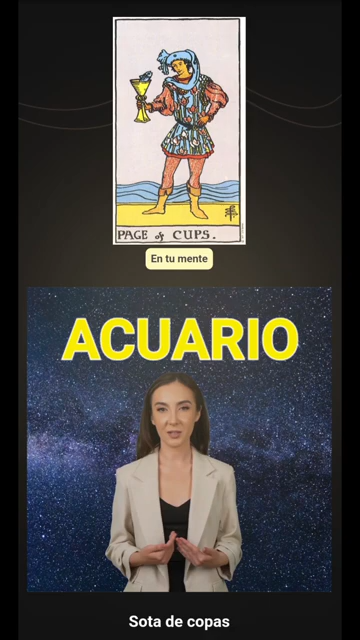 PAGE of CUPS.
En tu mente
ACUARIO
Sota de copas